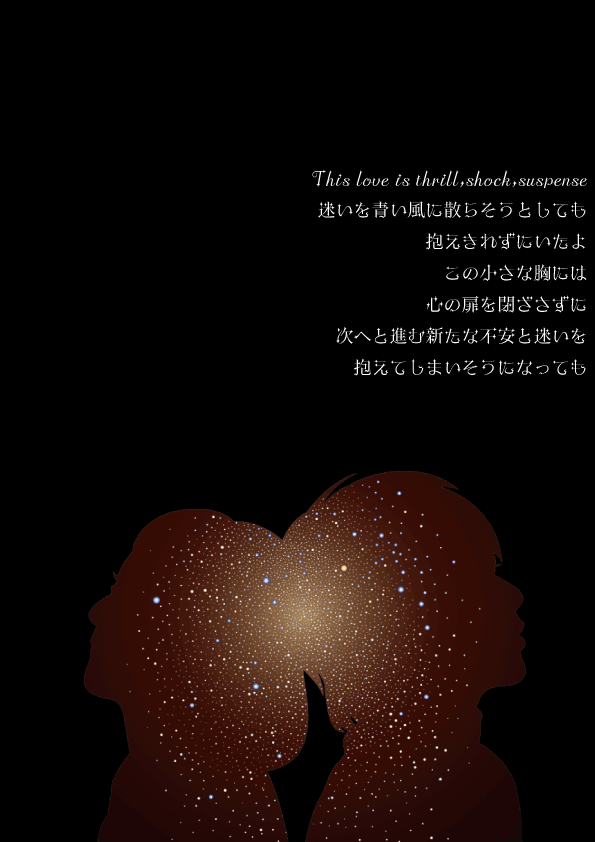 This love is thrill,shock,suspense
迷いを青い風に散らそうとしても
抱えきれずにいたよ
この小さな胸には
心の扉を閉ざさずに
次へと進む新たな不安と迷いを
抱えてしまいそうになっても